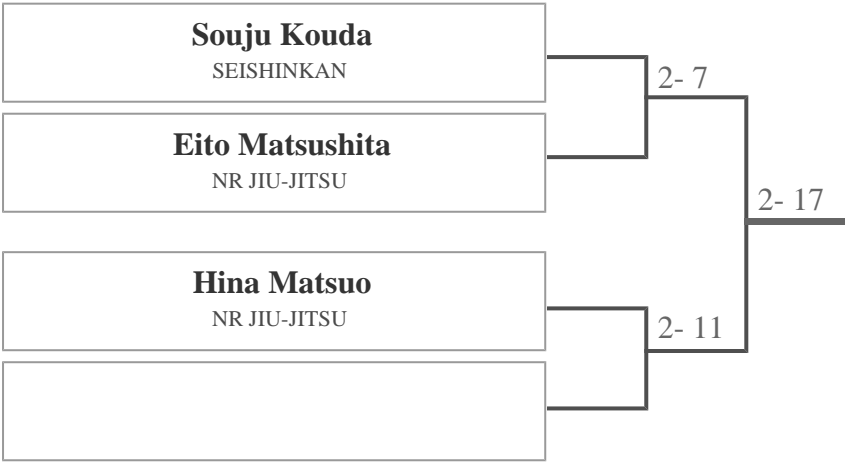 Souju Kouda
SEISHINKAN
2- 7
Eito Matsushita
NR JIU-JITSU
2- 17
Hina Matsuo
NR JIU-JITSU
2- 11